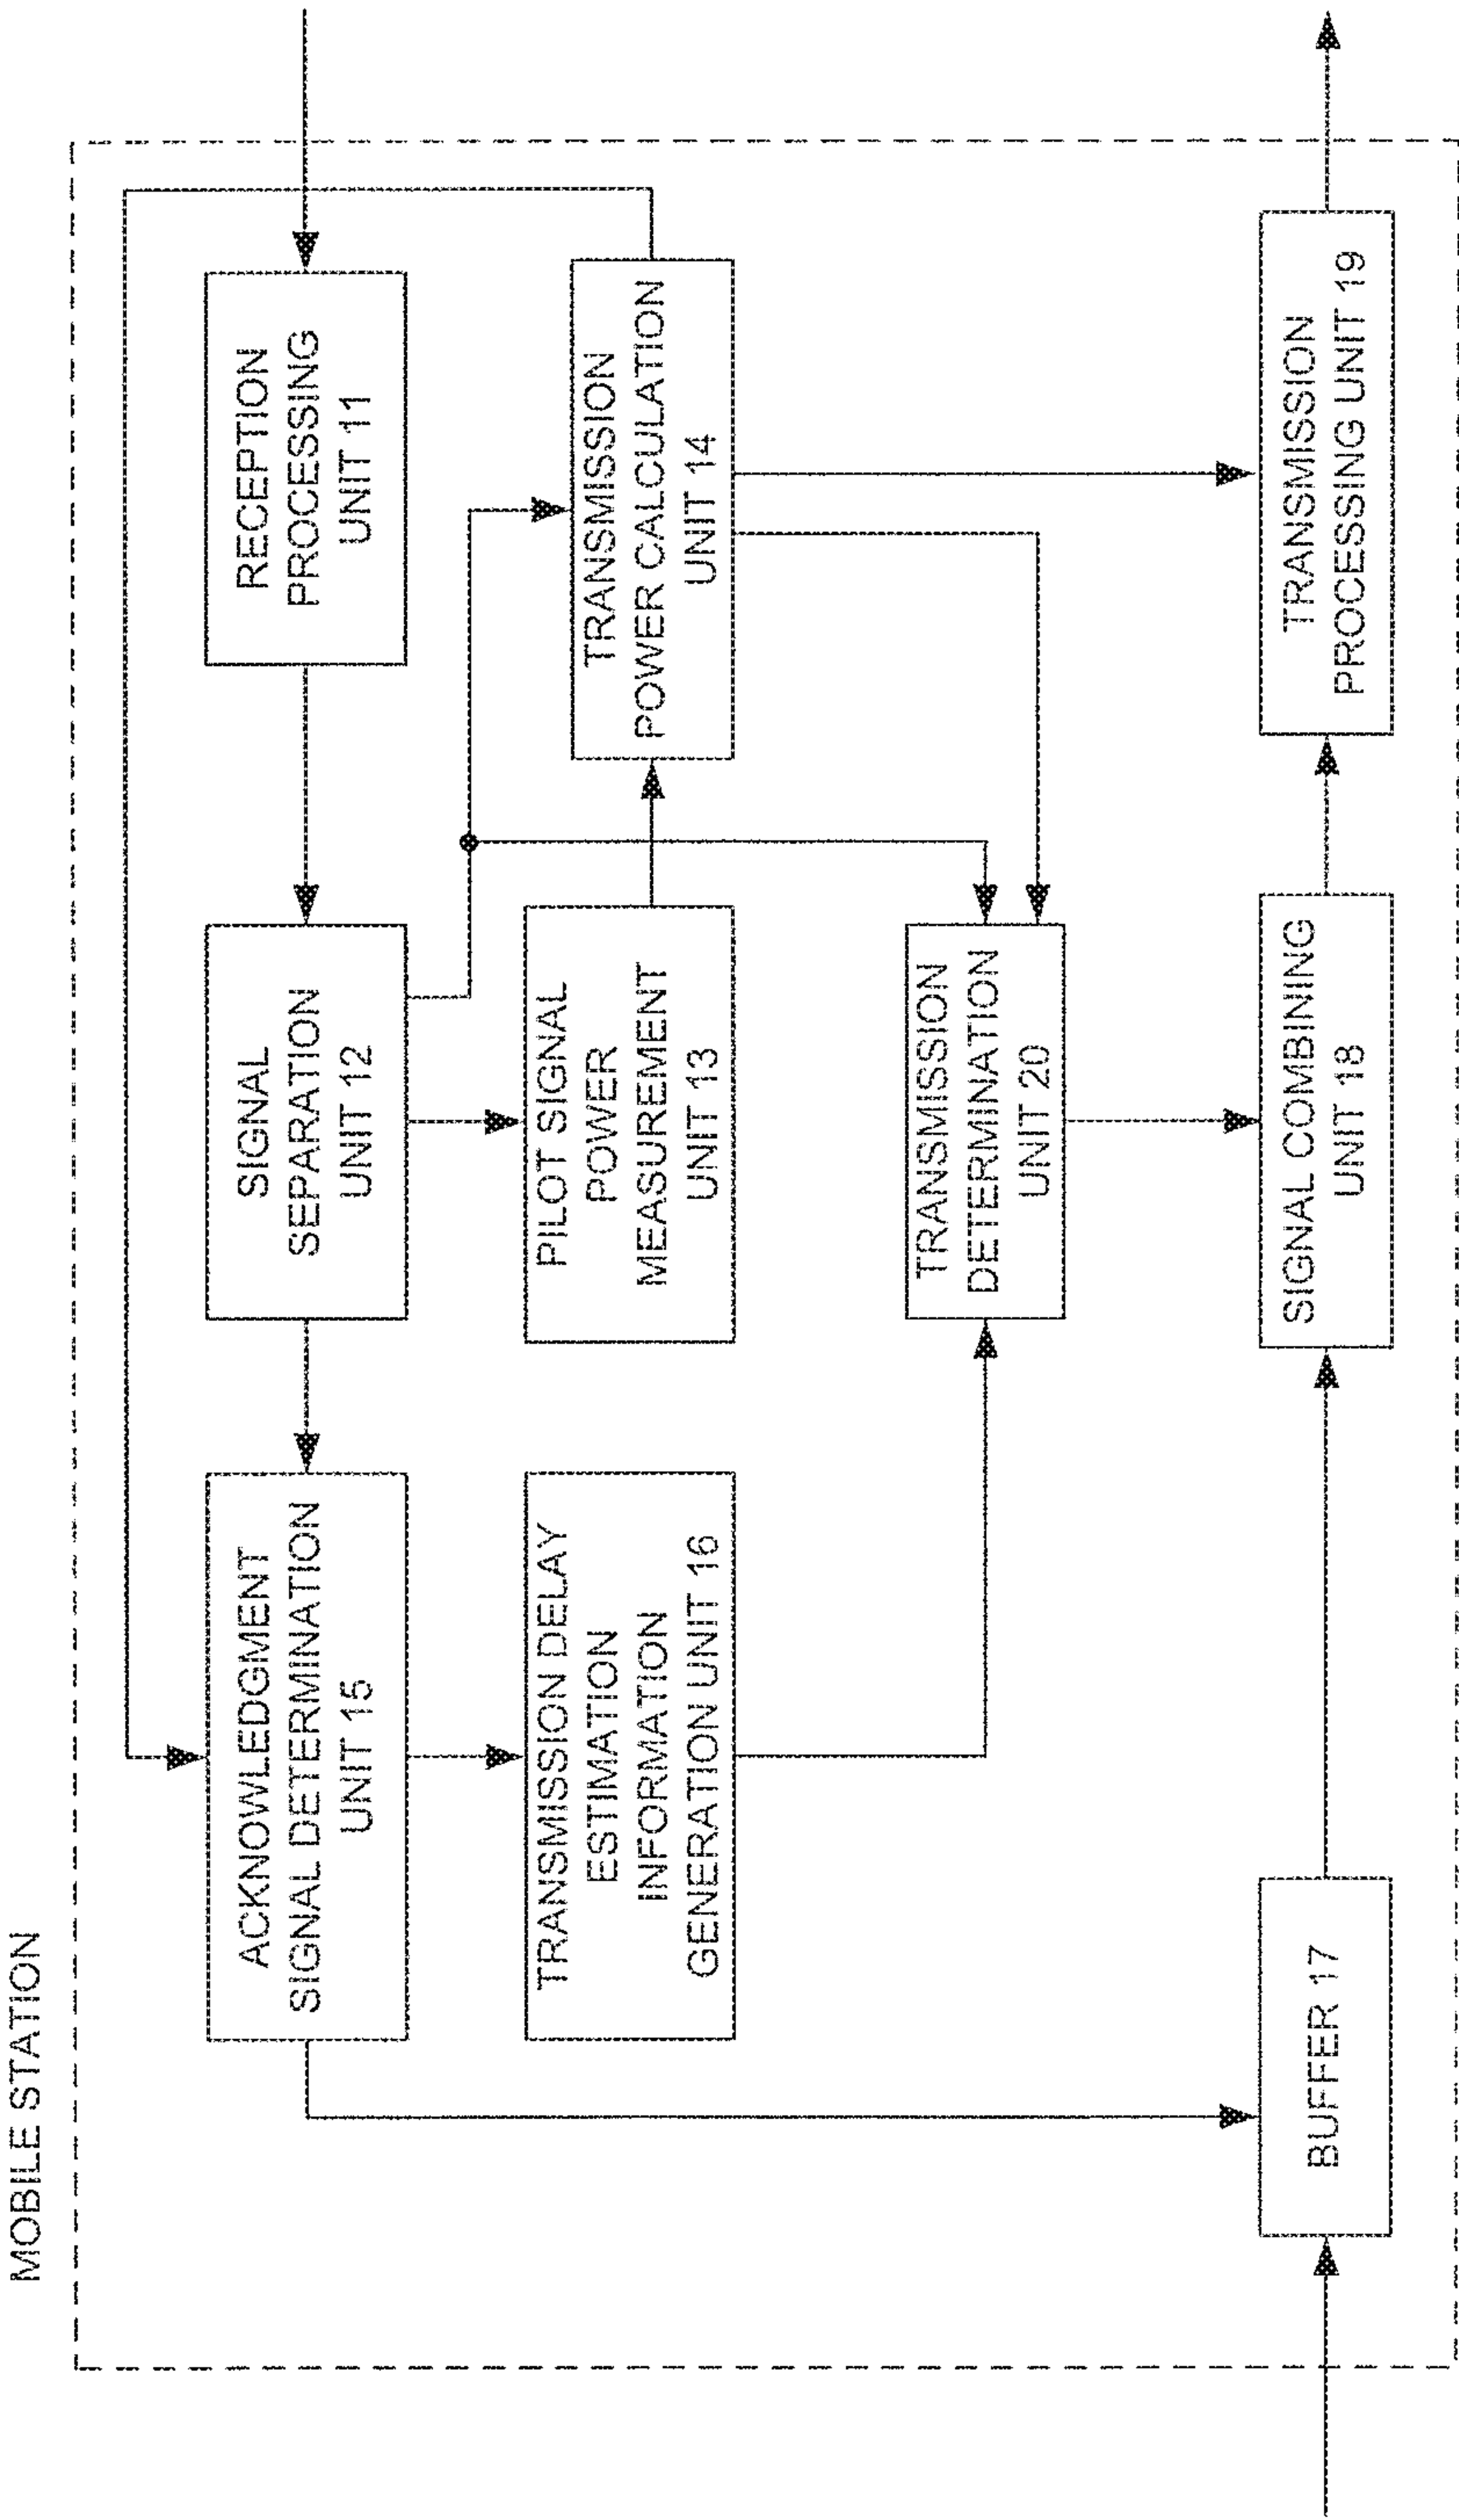 MOBILE STATION
ACKNOWLEDGMENT
SIGNAL DETERMINATION
UNIT 15
SIGNAL
SEPARATION
UNIT 12
RECEPTION
PROCESSING
UNIT 11
TRANSMISSION DELAY
ESTIMATION
INFORMATION
GENERATION UNIT 16
PILOT SIGNAL
POWER
MEASUREMENT
UNIT 13
TRANSMISSION
POWER CALCULATION
UNIT 14
TRANSMISSION
DETERMINATION
UNIT 20
BUFFER 17
SIGNAL COMBINING
UNIT 18
TRANSMISSION
PROCESSING UNIT 19